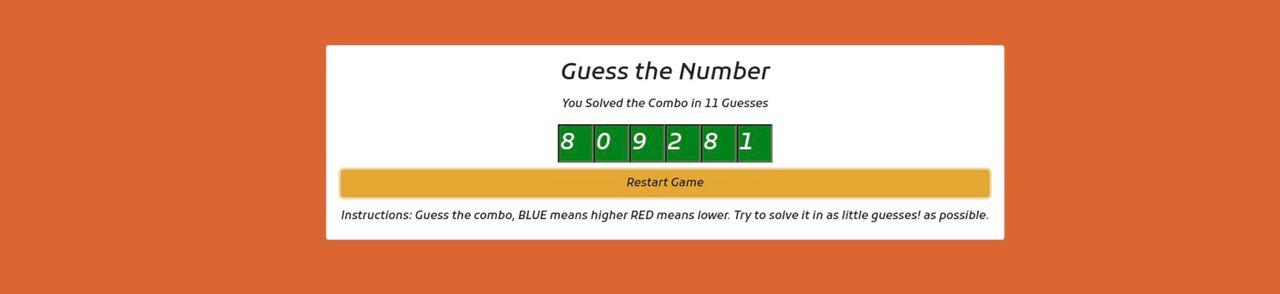 Guess the Number
You Solved the Combo in 11 Guesses
8 0 9 2 8 1
Restart Game
Instructions: Guess the combo, BLUE means higher RED means lower. Try to solve it in as little guesses! as possible.